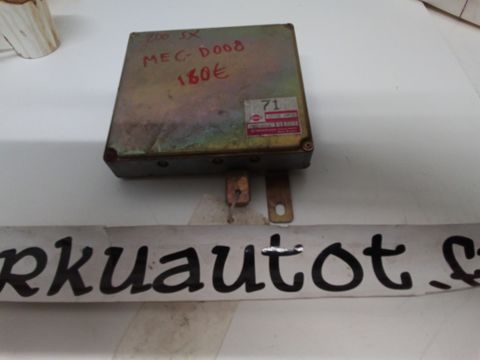 200 SX
MEC-D008
180€
71
rkuautot.f